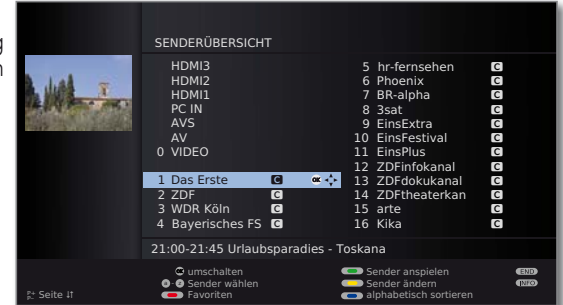 g
n
SENDERÜBERSICHT
HDMI3
HDMI2
HDMI1
PC IN
AVS
AV
0 VIDEO
1 Das Erste C OK
2 ZDF C
3 WDR Köln C
4 Bayerisches FS C
5 hr-fernsehen C
6 Phoenix C
7 BR-alpha C
8 3sat C
9 EinsExtra C
10 EinsFestival C
11 EinsPlus C
12 ZDFinfokanal C
13 ZDFdokukanal C
14 ZDFtheaterkan C
15 arte C
16 Kika C
21:00-21:45 Urlaubsparadies - Toskana
OK umschalten
Sender wählen
Favoriten
Sender anspielen
Sender ändern
alphabetisch sortieren
END
INFO
P+ P- Seite